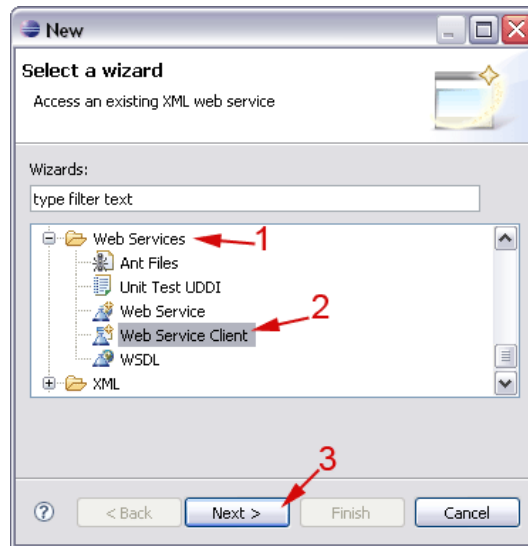 New
Select a wizard
Access an existing XML web service
Wizards:
type filter text
Web Services 1
Ant Files
Unit Test UDDI
Web Service
2
Web Service Client
WSDL
XML
3
? < Back Next > Finish Cancel